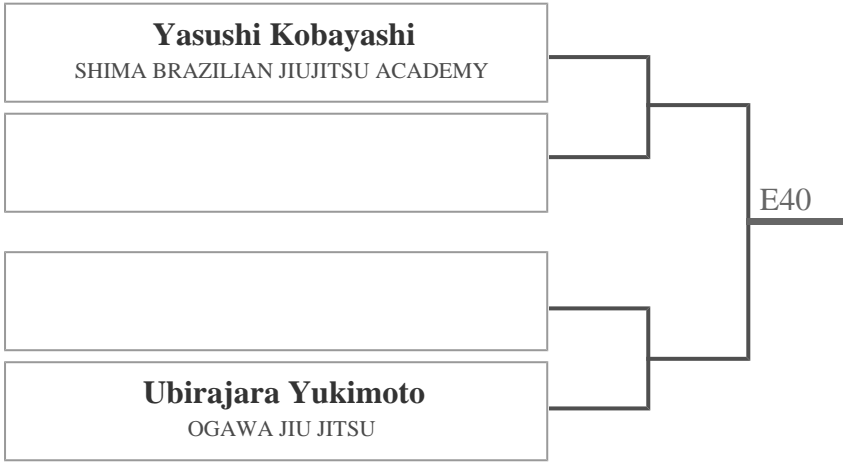 Yasushi Kobayashi
SHIMA BRAZILIAN JIUJITSU ACADEMY
E40
Ubirajara Yukimoto
OGAWA JIU JITSU